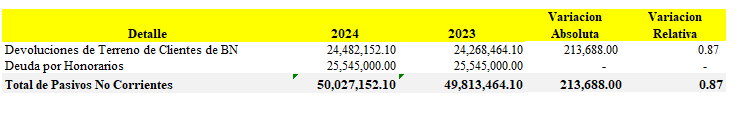 Detalle 2024 2023 Variacion Absoluta Variacion Relativa
Devoluciones de Terreno de Clientes de BN 24,482,152.10 24,268,464.10 213,688.00 0.87
Deuda por Honorarios 25,545,000.00 25,545,000.00 - -
Total de Pasivos No Corrientes 50,027,152.10 49,813,464.10 213,688.00 0.87